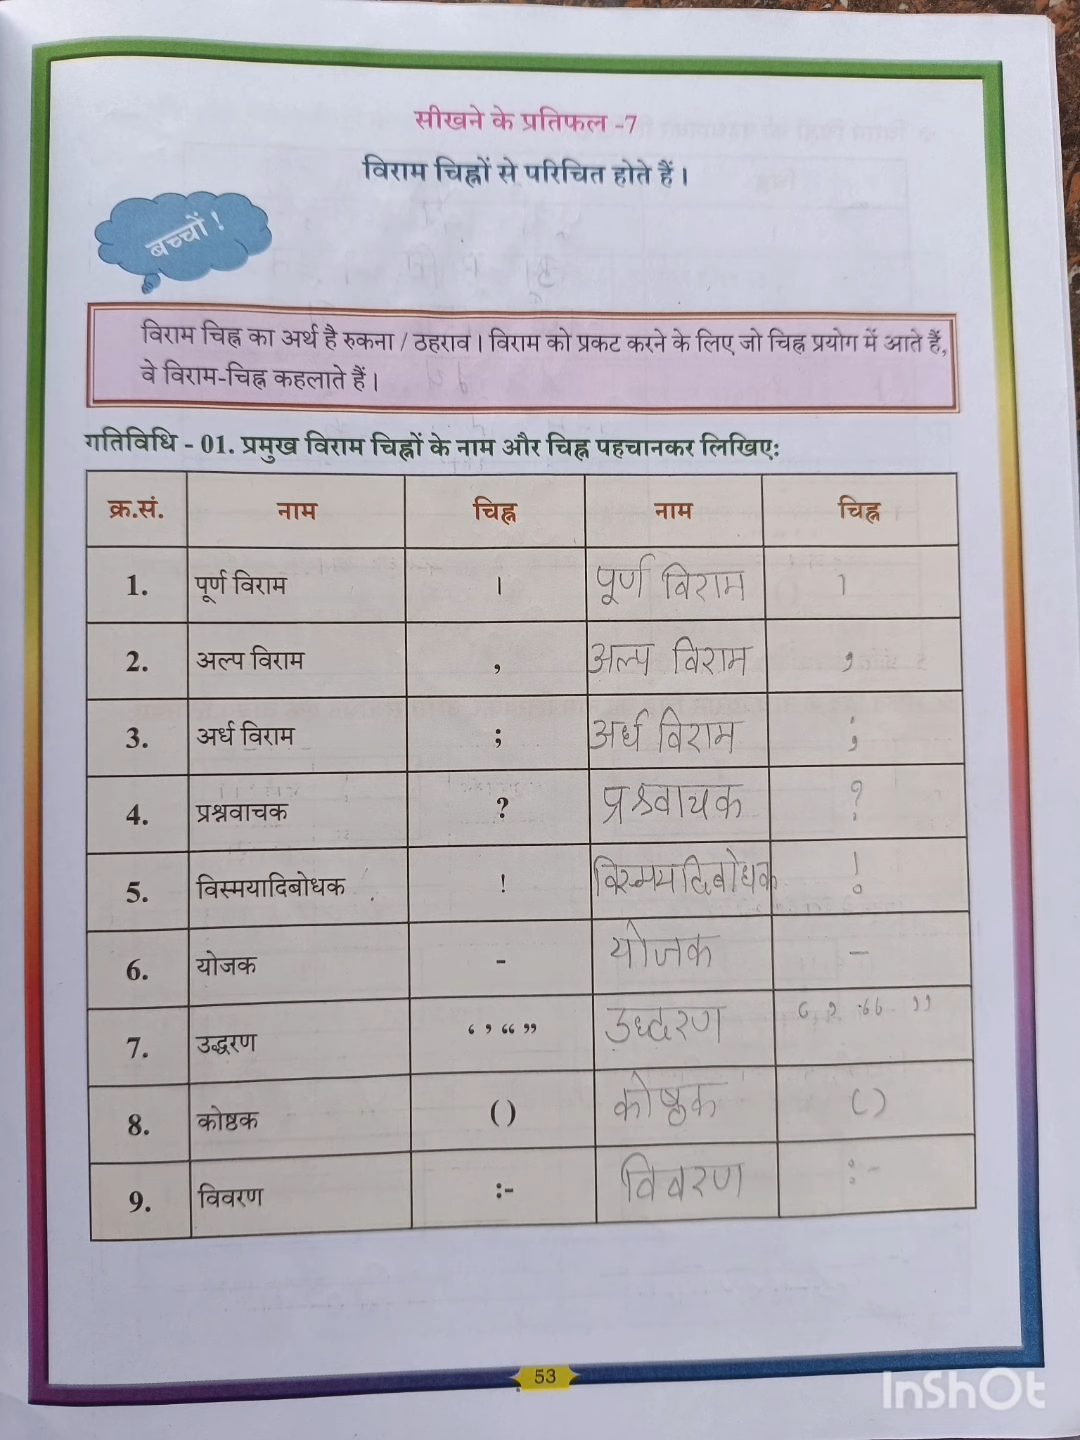 सीखने के प्रतिफल -7
विराम चिह्नों से परिचित होते हैं।
बच्चों !
विराम चिह्न का अर्थ है रुकना / ठहराव। विराम को प्रकट करने के लिए जो चिह्न प्रयोग में आते हैं,
वे विराम-चिह्न कहलाते हैं।
गतिविधि - 01. प्रमुख विराम चिह्नों के नाम और चिह्न पहचानकर लिखिए:
क्र.सं. नाम चिह्न नाम चिह्न
1. पूर्ण विराम । पूर्ण विराम ।
2. अल्प विराम , अल्प विराम ,
3. अर्ध विराम ; अर्ध विराम ;
4. प्रश्नवाचक ? प्रश्नवाचक ?
5. विस्मयादिबोधक ! विस्मयादिबोधक !
6. योजक - योजक -
7. उद्धरण ‘ ’ “ ” उद्धरण ‘ ’ “ ”
8. कोष्ठक () कोष्ठक ()
9. विवरण :- विवरण :-
53
InShOt